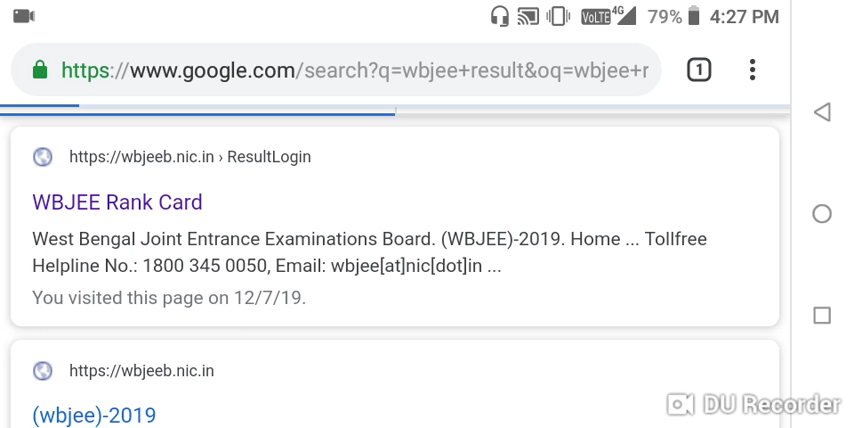 VoLTE 4G 79% 4:27 PM
https://www.google.com/search?q=wbjee+result&oq=wbjee+r 1
https://wbjeeb.nic.in › ResultLogin
WBJEE Rank Card
West Bengal Joint Entrance Examinations Board. (WBJEE)-2019. Home ... Tollfree
Helpline No.: 1800 345 0050, Email: wbjee[at]nic[dot]in ...
You visited this page on 12/7/19.
https://wbjeeb.nic.in
(wbjee)-2019
DU Recorder